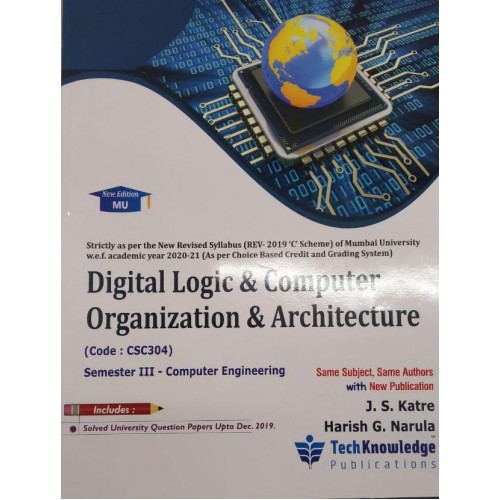 New Edition
MU
Strictly as per the New Revised Syllabus (REV- 2019 'C' Scheme) of Mumbai University
w.e.f. academic year 2020-21 (As per Choice Based Credit and Grading System)
Digital Logic & Computer
Organization & Architecture
(Code : CSC304)
Semester III - Computer Engineering
Same Subject, Same Authors
with New Publication
J. S. Katre
Harish G. Narula
TechKnowledge™
Publications
Includes :
Solved University Question Papers Upto Dec. 2019.